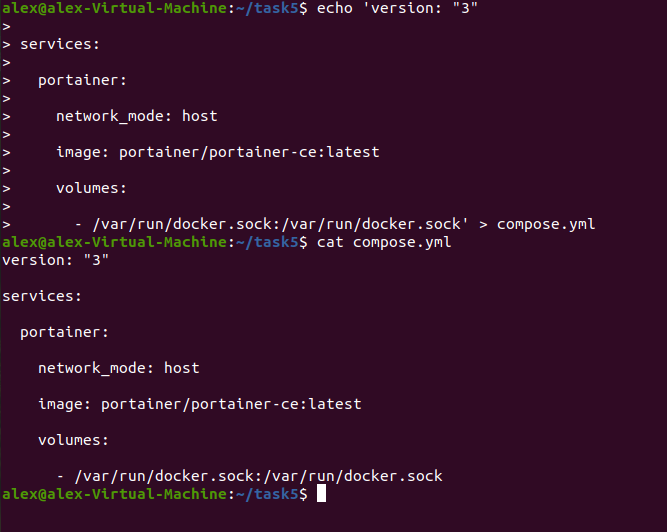 alex@alex-Virtual-Machine:~/task5$ echo 'version: "3"
>
> services:
>
>   portainer:
>
>     network_mode: host
>
>     image: portainer/portainer-ce:latest
>
>     volumes:
>
>       - /var/run/docker.sock:/var/run/docker.sock' > compose.yml
alex@alex-Virtual-Machine:~/task5$ cat compose.yml
version: "3"

services:

  portainer:

    network_mode: host

    image: portainer/portainer-ce:latest

    volumes:

      - /var/run/docker.sock:/var/run/docker.sock
alex@alex-Virtual-Machine:~/task5$